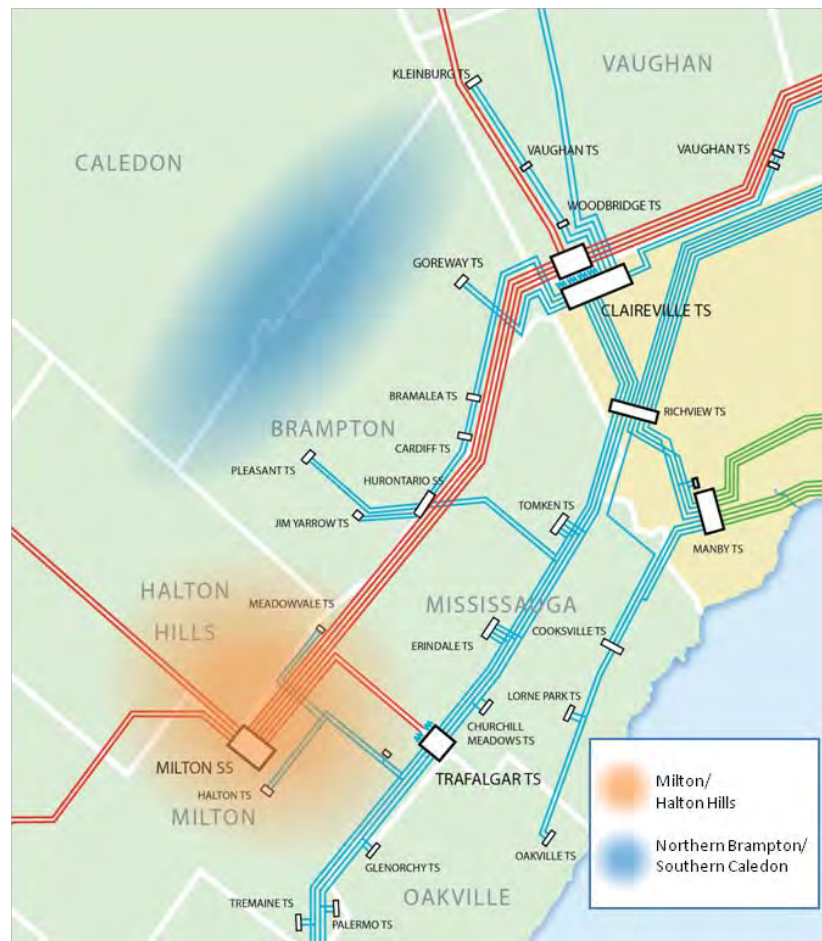 VAUGHAN
KLEINBURG TS
CALEDON
VAUGHAN TS
VAUGHAN TS
WOODBRIDGE TS
GOREWAY TS
CLAIREVILLE TS
BRAMALEA TS
RICHVIEW TS
BRAMPTON
CARDIFF TS
PLEASANT TS
HURONTARIO SS
TOMKEN TS
JIM YARROW TS
MANBY TS
HALTON
HILLS
MEADOWVALE TS
MISSISSAUGA
COOKSVILLE TS
ERINDALE TS
LORNE PARK TS
CHURCHILL
MEADOWS TS
MILTON SS
TRAFALGAR TS
HALTON TS
MILTON
Milton/
Halton Hills
Northern Brampton/
Southern Caledon
OAKVILLE TS
GLENORCHY TS
OAKVILLE
TREMAINE TS
PALERMO TS